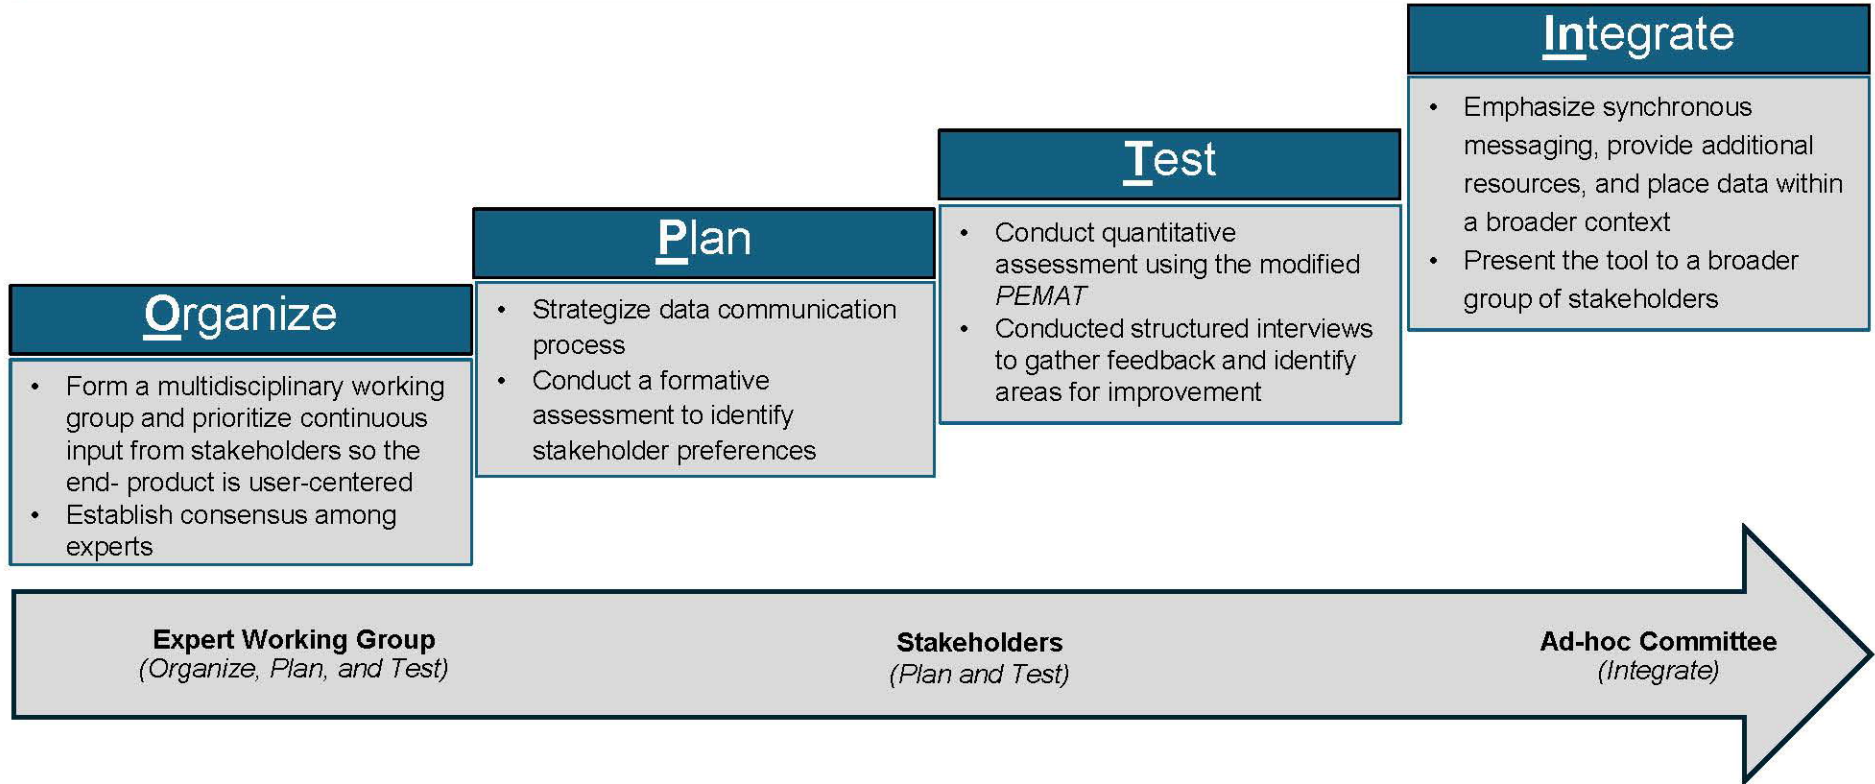 Organize
• Form a multidisciplinary working
group and prioritize continuous
input from stakeholders so the
end- product is user-centered
• Establish consensus among
experts
Plan
• Strategize data communication
process
• Conduct a formative
assessment to identify
stakeholder preferences
Test
• Conduct quantitative
assessment using the modified
PEMAT
• Conducted structured interviews
to gather feedback and identify
areas for improvement
Integrate
• Emphasize synchronous
messaging, provide additional
resources, and place data within
a broader context
• Present the tool to a broader
group of stakeholders
Expert Working Group
(Organize, Plan, and Test)
Stakeholders
(Plan and Test)
Ad-hoc Committee
(Integrate)